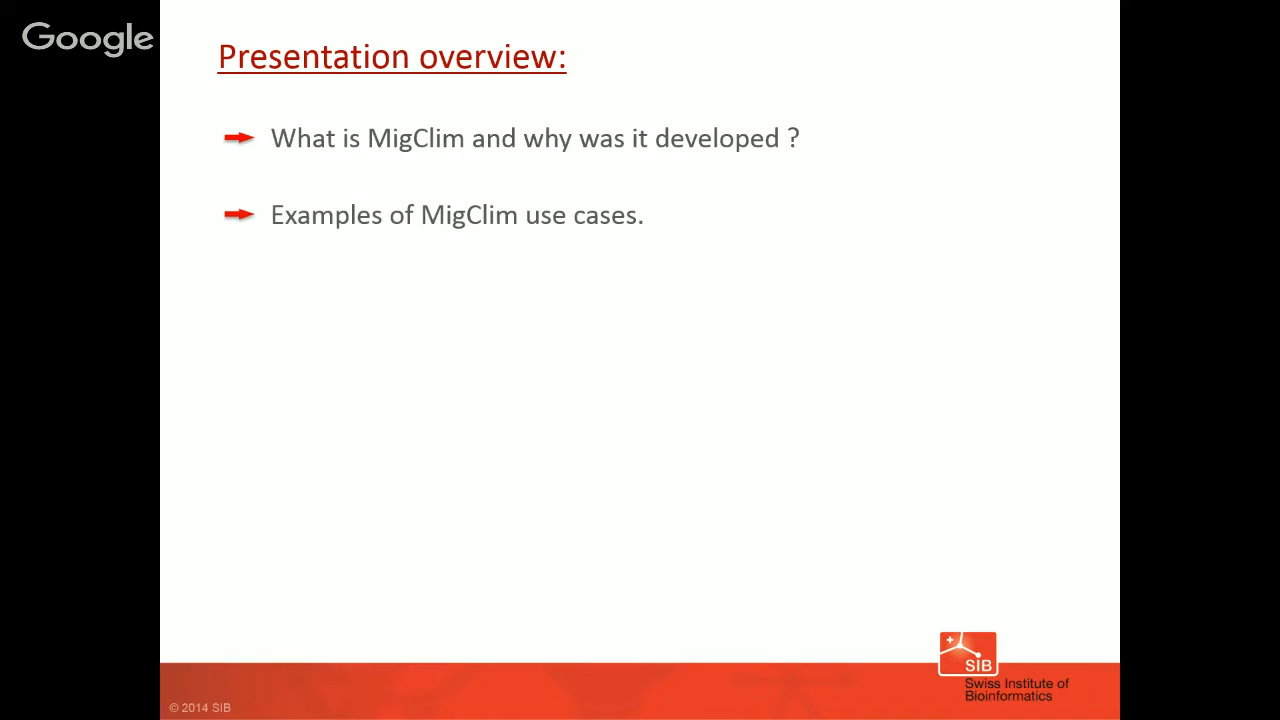 Google
Presentation overview:
What is MigClim and why was it developed ?
Examples of MigClim use cases.
SIB
Swiss Institute of
Bioinformatics
© 2014 SIB